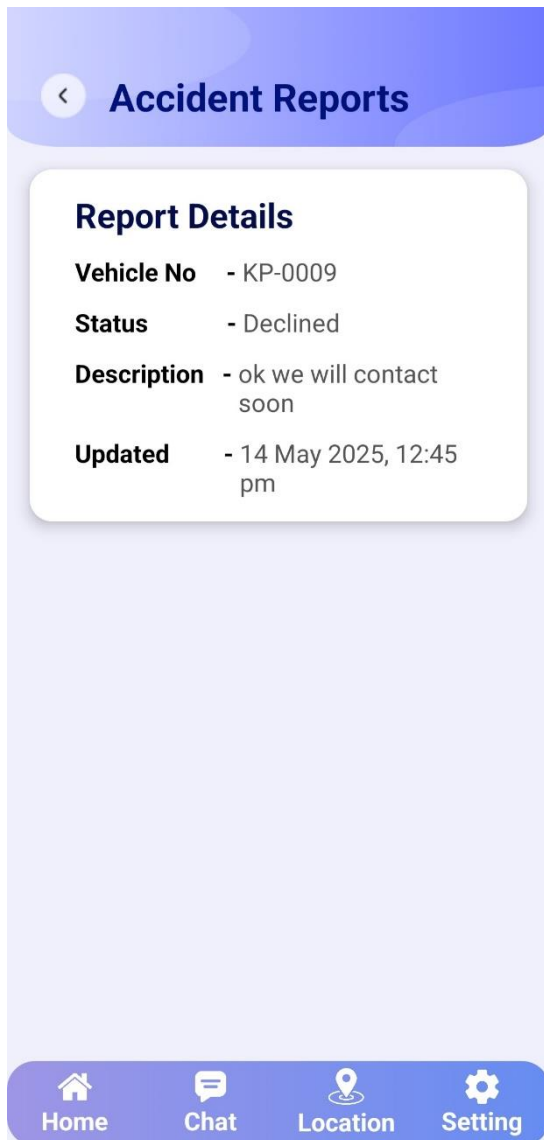 Accident Reports
Report Details
Vehicle No - KP-0009
Status - Declined
Description - ok we will contact
soon
Updated - 14 May 2025, 12:45
pm
Home Chat Location Setting